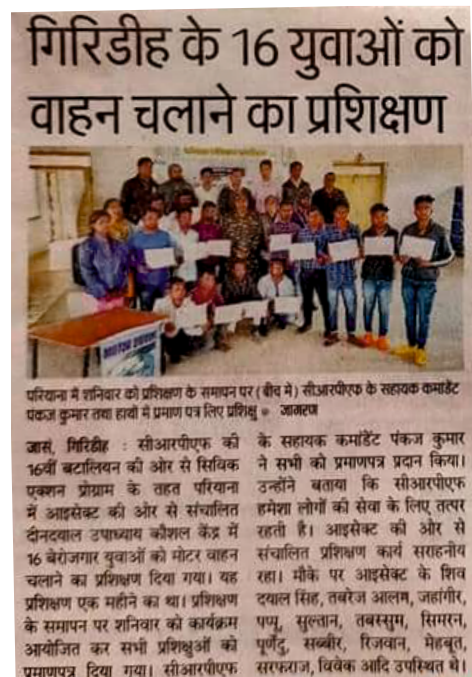 गिरिडीह के 16 युवाओं को
वाहन चलाने का प्रशिक्षण
परियाना में शनिवार को प्रशिक्षण के समापन पर (बीच में) सीआरपीएफ के सहायक कमांडेंट
पंकज कुमार तथा हाथों में प्रमाण पत्र लिए प्रशिक्षु ● जागरण
जासं, गिरिडीह : सीआरपीएफ की
16वीं बटालियन की ओर से सिविक
एक्शन प्रोग्राम के तहत परियाना
में आइसेक्ट की ओर से संचालित
दीनदयाल उपाध्याय कौशल केंद्र में
16 बेरोजगार युवाओं को मोटर वाहन
चलाने का प्रशिक्षण दिया गया। यह
प्रशिक्षण एक महीने का था। प्रशिक्षण
के समापन पर शनिवार को कार्यक्रम
आयोजित कर सभी प्रशिक्षुओं को
प्रमाणपत्र दिया गया। सीआरपीएफ
के सहायक कमांडेंट पंकज कुमार
ने सभी को प्रमाणपत्र प्रदान किया।
उन्होंने बताया कि सीआरपीएफ
हमेशा लोगों की सेवा के लिए तत्पर
रहती है। आइसेक्ट की ओर से
संचालित प्रशिक्षण कार्य सराहनीय
रहा। मौके पर आइसेक्ट के शिव
दयाल सिंह, तबरेज आलम, जहांगीर,
पप्पू, सुल्तान, तबस्सुम, सिमरन,
पूर्णेंदु, सब्बीर, रिजवान, मेहबूत,
सरफराज, विवेक आदि उपस्थित थे।